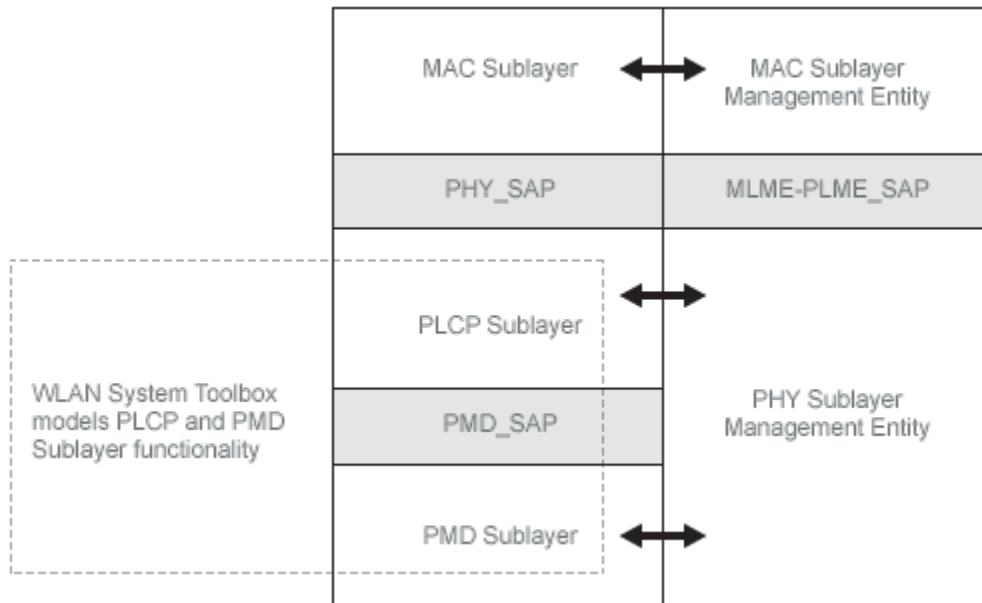 MAC Sublayer
MAC Sublayer
Management Entity
PHY_SAP
MLME-PLME_SAP
PLCP Sublayer
WLAN System Toolbox
models PLCP and PMD
Sublayer functionality
PMD_SAP
PHY Sublayer
Management Entity
PMD Sublayer